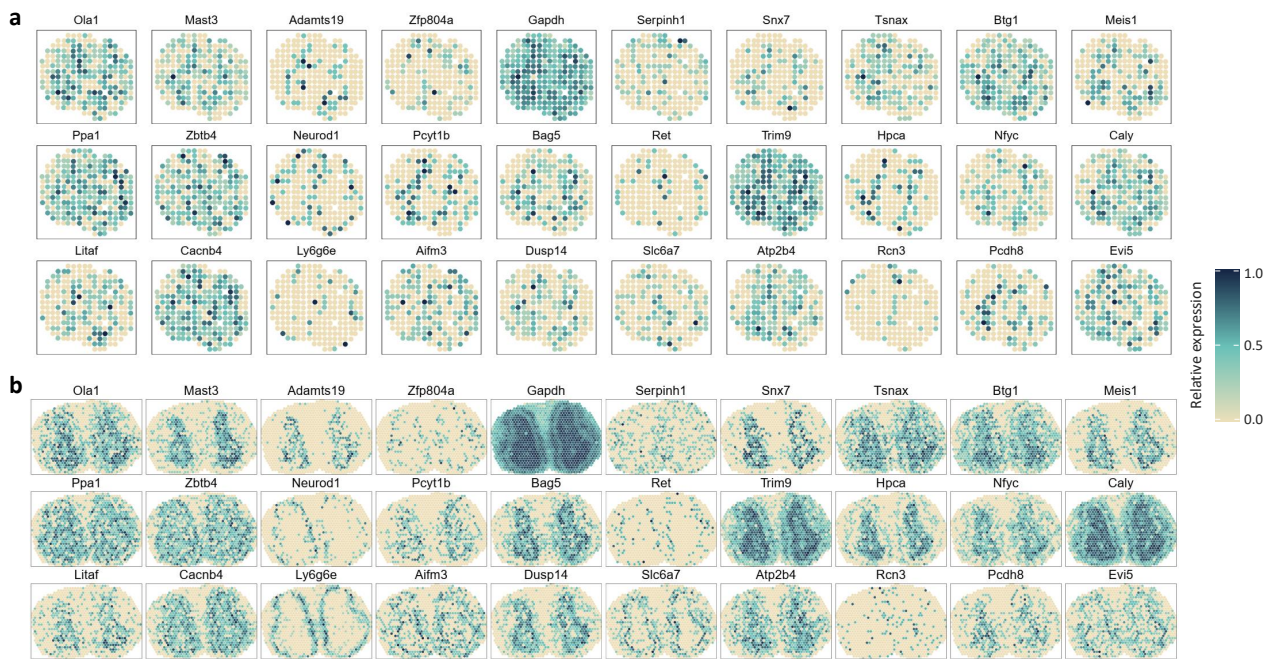 a
Ola1 Mast3 Adamts19 Zfp804a Gapdh Serpinh1 Snx7 Tsnax Btg1 Meis1
Ppa1 Zbtb4 Neurod1 Pcyt1b Bag5 Ret Trim9 Hpca Nfyc Caly
Litaf Cacnb4 Ly6g6e Aifm3 Dusp14 Slc6a7 Atp2b4 Rcn3 Pcdh8 Evi5
1.0
0.5
0.0
Relative expression
b
Ola1 Mast3 Adamts19 Zfp804a Gapdh Serpinh1 Snx7 Tsnax Btg1 Meis1
Ppa1 Zbtb4 Neurod1 Pcyt1b Bag5 Ret Trim9 Hpca Nfyc Caly
Litaf Cacnb4 Ly6g6e Aifm3 Dusp14 Slc6a7 Atp2b4 Rcn3 Pcdh8 Evi5